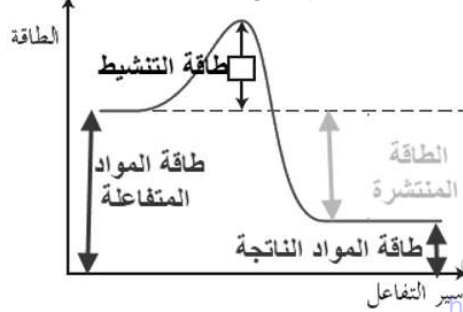 الطاقة
طاقة التنشيط
طاقة المواد
المتفاعلة
الطاقة
المنتشرة
طاقة المواد الناتجة
سير التفاعل